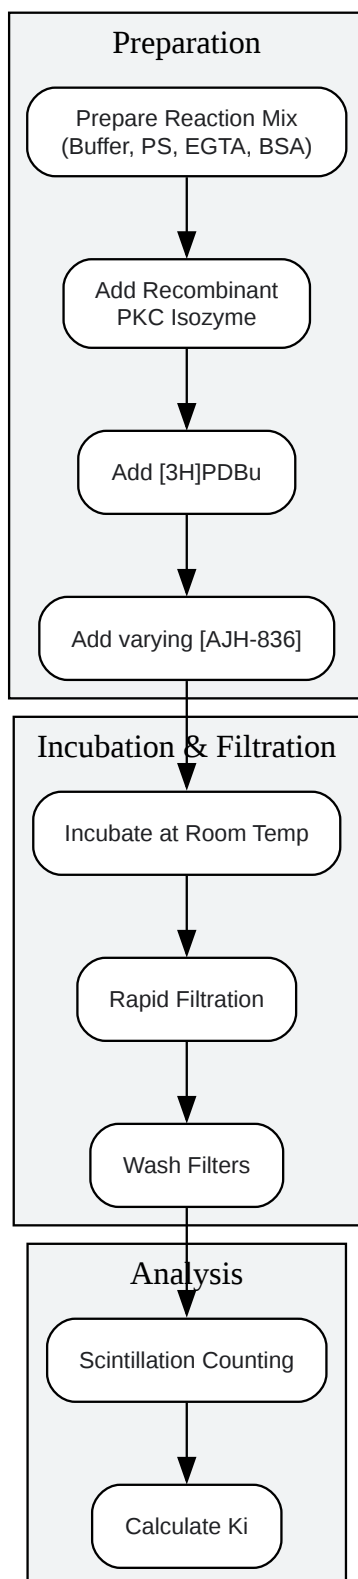 Preparation
Prepare Reaction Mix
(Buffer, PS, EGTA, BSA)
Add Recombinant
PKC Isozyme
Add [3H]PDBu
Add varying [AJH-836]
Incubation & Filtration
Incubate at Room Temp
Rapid Filtration
Wash Filters
Analysis
Scintillation Counting
Calculate Ki